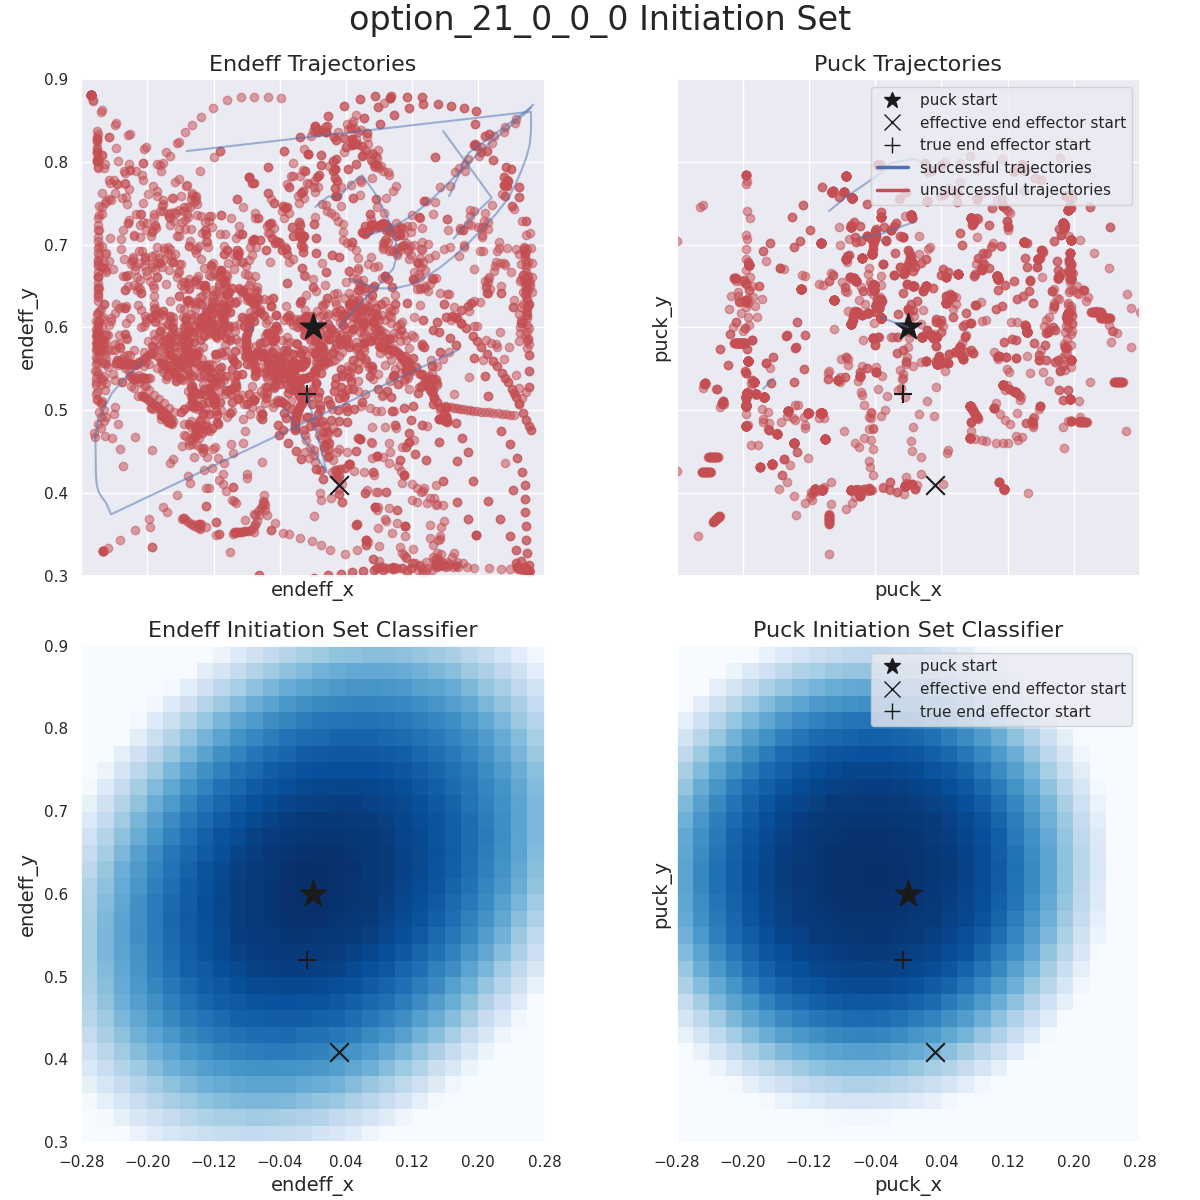 option_21_0_0_0 Initiation Set
Endeff Trajectories
Puck Trajectories
0.9
0.8
0.7
0.6
0.5
0.4
0.3
endeff_y
endeff_x
puck start
effective end effector start
true end effector start
successful trajectories
unsuccessful trajectories
puck_y
puck_x
Endeff Initiation Set Classifier
Puck Initiation Set Classifier
0.9
0.8
0.7
0.6
0.5
0.4
0.3
endeff_y
−0.28 −0.20 −0.12 −0.04 0.04 0.12 0.20 0.28
endeff_x
puck start
effective end effector start
true end effector start
puck_y
−0.28 −0.20 −0.12 −0.04 0.04 0.12 0.20 0.28
puck_x